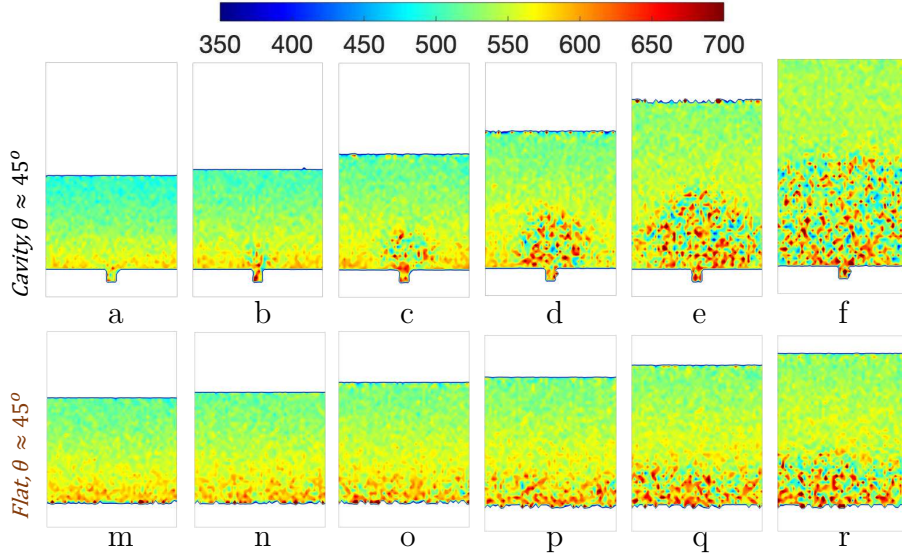 350 400 450 500 550 600 650 700
Cavity, θ ≈ 45°
a b c d e f
Flat, θ ≈ 45°
m n o p q r